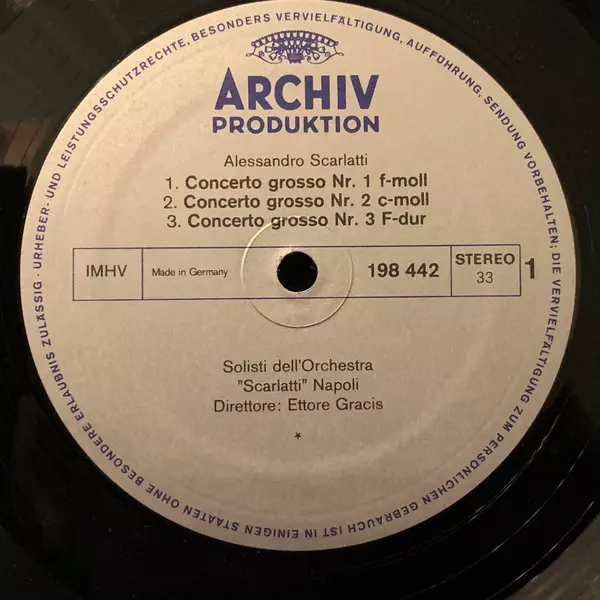 URHEBER- UND LEISTUNGSSCHUTZRECHTE, BESONDERS VERVIELFÄLTIGUNG, AUFFÜHRUNG, SENDUNG VORBEHALTEN; DIE VERVIELFÄLTIGUNG ZUM PERSÖNLICHEN GEBRAUCH IST IN EINIGEN STAATEN OHNE BESONDERE ERLAUBNIS ZULÄSSIG ·
ARCHIV
PRODUKTION
Alessandro Scarlatti
1. Concerto grosso Nr. 1 f-moll
2. Concerto grosso Nr. 2 c-moll
3. Concerto grosso Nr. 3 F-dur
IMHV Made in Germany 198 442 STEREO 33 1
Solisti dell'Orchestra
"Scarlatti" Napoli
Direttore: Ettore Gracis
*